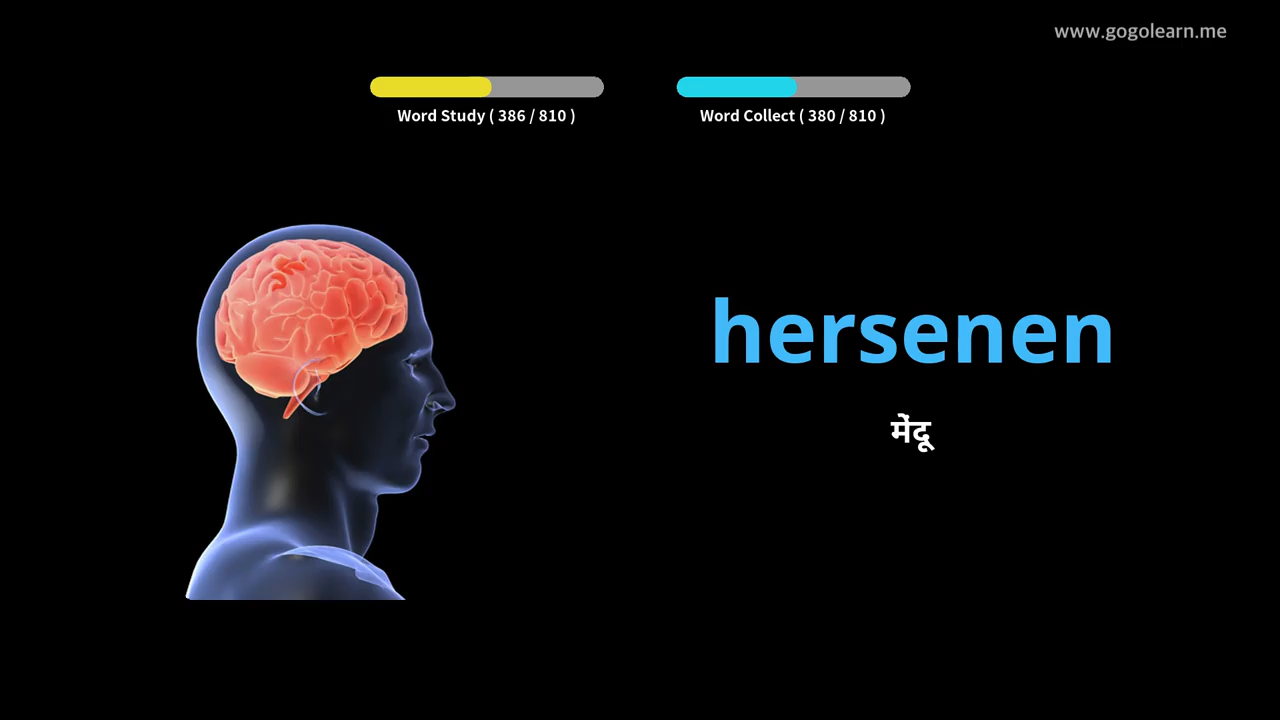 www.gogolearn.me
Word Study ( 386 / 810 )
Word Collect ( 380 / 810 )
hersenen
मेंदू